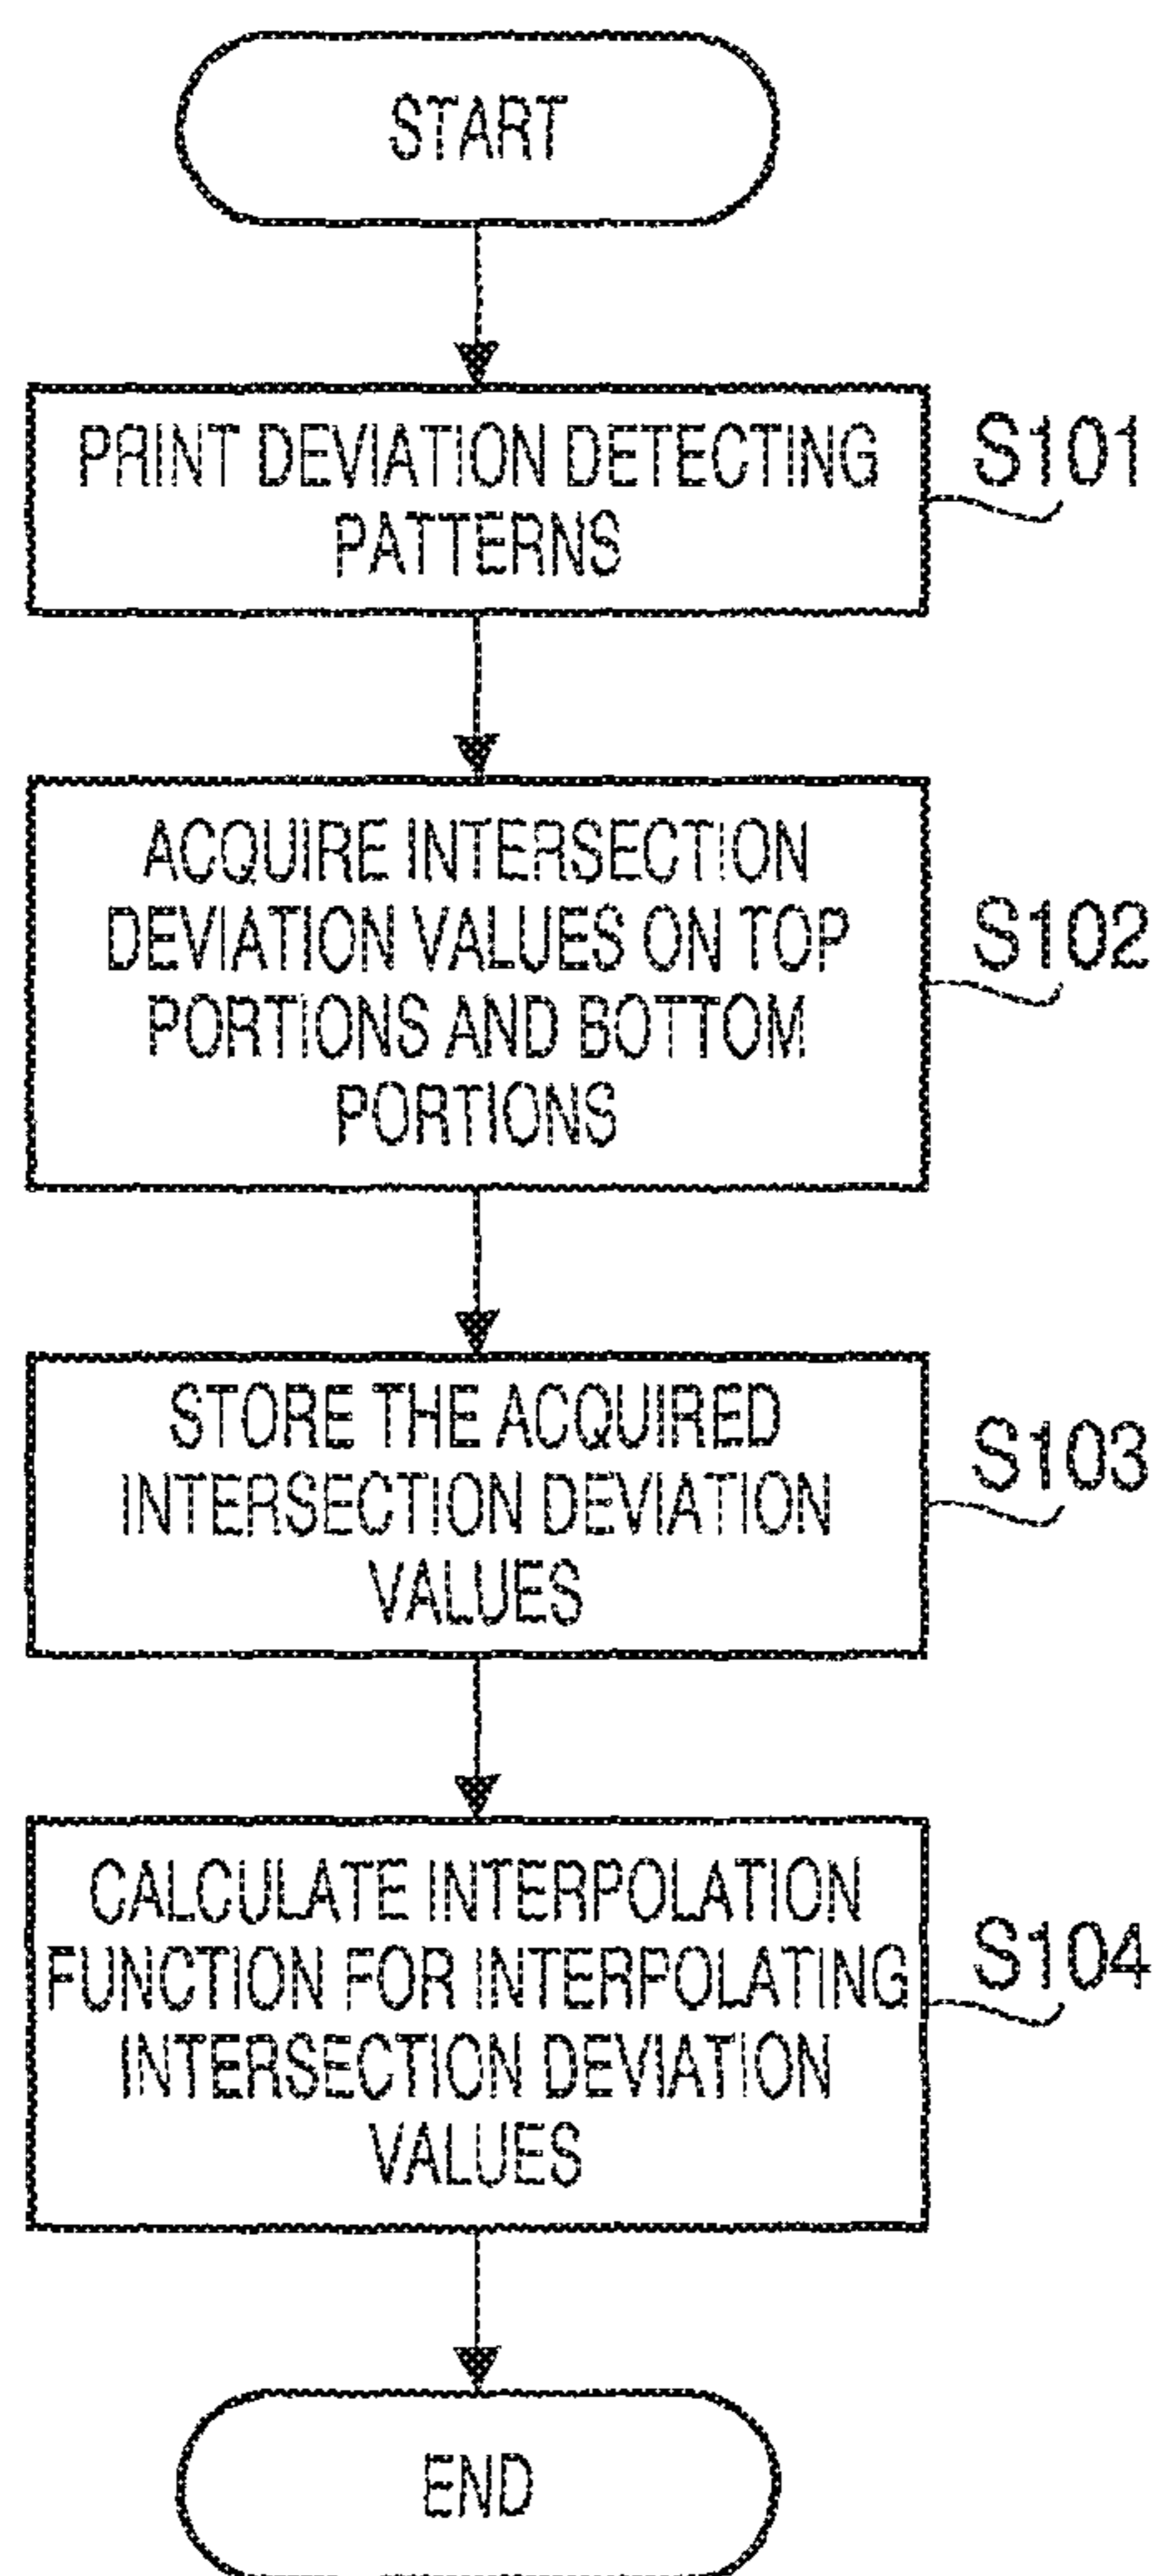 START
PRINT DEVIATION DETECTING
PATTERNS
S101
ACQUIRE INTERSECTION
DEVIATION VALUES ON TOP
PORTIONS AND BOTTOM
PORTIONS
S102
STORE THE ACQUIRED
INTERSECTION DEVIATION
VALUES
S103
CALCULATE INTERPOLATION
FUNCTION FOR INTERPOLATING
INTERSECTION DEVIATION
VALUES
S104
END